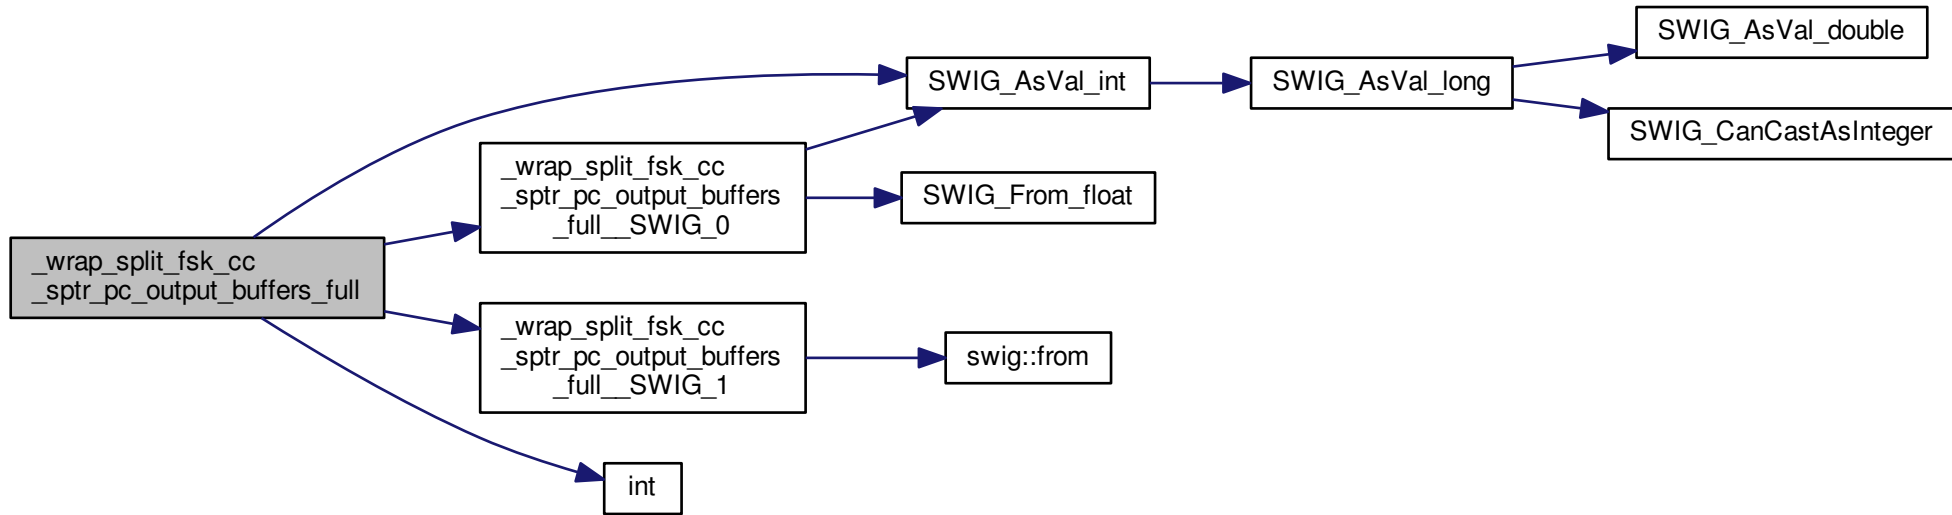 _wrap_split_fsk_cc
_sptr_pc_output_buffers_full
_wrap_split_fsk_cc
_sptr_pc_output_buffers
_full__SWIG_0
_wrap_split_fsk_cc
_sptr_pc_output_buffers
_full__SWIG_1
int
SWIG_AsVal_int
SWIG_From_float
swig::from
SWIG_AsVal_long
SWIG_AsVal_double
SWIG_CanCastAsInteger